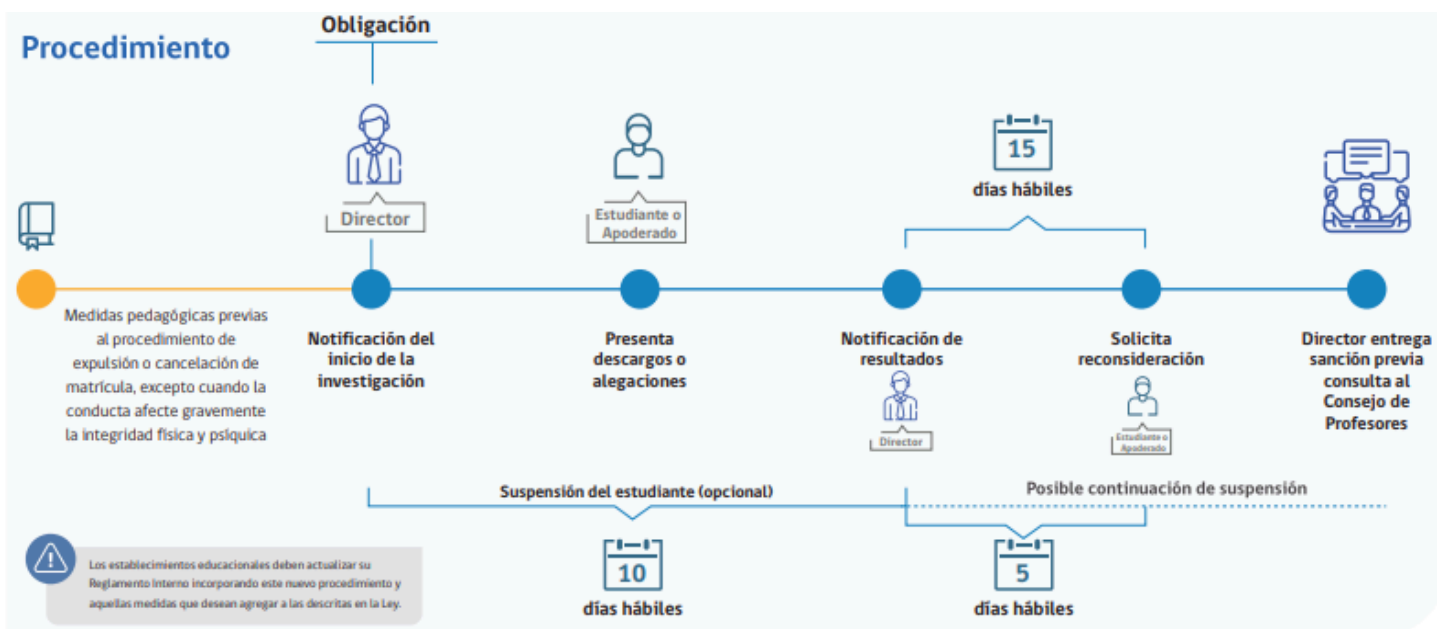 Procedimiento
Obligación
Director
Estudiante o
Apoderado
15
días hábiles
Medidas pedagógicas previas
al procedimiento de
expulsión o cancelación de
matrícula, excepto cuando la
conducta afecte gravemente
la integridad física y psíquica
Notificación del
inicio de la
investigación
Presenta
descargos o
alegaciones
Notificación de
resultados
Director
Solicita
reconsideración
Estudiante o
Apoderado
Director entrega
sanción previa
consulta al
Consejo de
Profesores
Suspensión del estudiante (opcional)
Posible continuación de suspensión
10
días hábiles
5
días hábiles
Los establecimientos educacionales deben actualizar su
Reglamento Interno incorporando este nuevo procedimiento y
aquellas medidas que desean agregar a las descritas en la Ley.